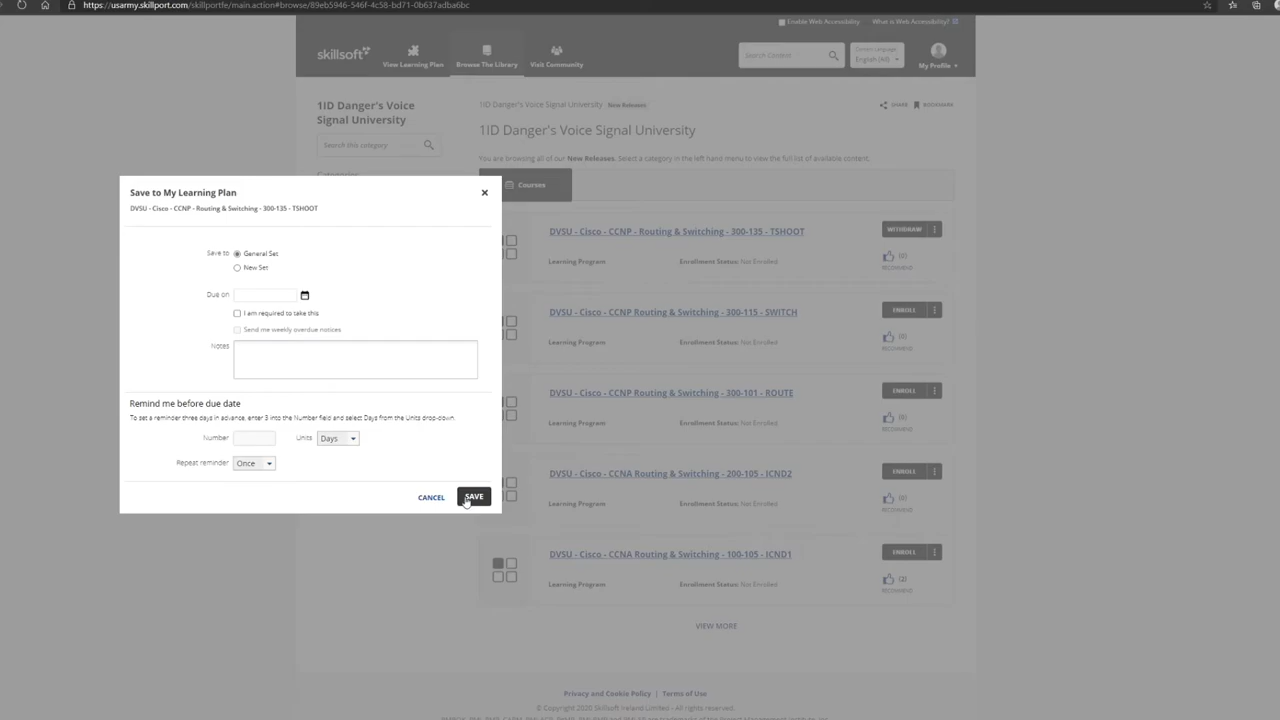 https://usarmy.skillport.com/skillportfe/main.action#browse/89eb5946-546f-4c58-bd71-0b637adba6bc
Enable Web Accessibility What is Web Accessibility?
skillsoft
View Learning Plan Browse The Library Visit Community
Search Content
Content Language
English (All)
My Profile
1ID Danger's Voice
Signal University
Search this category
Categories
1ID Danger's Voice Signal University New Releases
SHARE BOOKMARK
1ID Danger's Voice Signal University
You are browsing all of our New Releases. Select a category in the left hand menu to view the full list of available content.
Courses
Save to My Learning Plan
DVSU - Cisco - CCNP - Routing & Switching - 300-135 - TSHOOT
Save to General Set
New Set
Due on
I am required to take this
Send me weekly overdue notices
Notes
Remind me before due date
To set a reminder three days in advance, enter 3 into the Number field and select Days from the Units drop-down.
Number Units Days
Repeat reminder Once
CANCEL SAVE
DVSU - Cisco - CCNP - Routing & Switching - 300-135 - TSHOOT WITHDRAW
Learning Program Enrollment Status: Not Enrolled (2)
RECOMMEND
DVSU - Cisco - CCNP Routing & Switching - 300-115 - SWITCH ENROLL
Learning Program Enrollment Status: Not Enrolled (0)
RECOMMEND
DVSU - Cisco - CCNP Routing & Switching - 300-101 - ROUTE ENROLL
Learning Program Enrollment Status: Not Enrolled (0)
RECOMMEND
DVSU - Cisco - CCNA Routing & Switching - 200-105 - ICND2 ENROLL
Learning Program Enrollment Status: Not Enrolled (0)
RECOMMEND
DVSU - Cisco - CCNA Routing & Switching - 100-105 - ICND1 ENROLL
Learning Program Enrollment Status: Not Enrolled (2)
RECOMMEND
VIEW MORE
Privacy and Cookie Policy | Terms of Use
© Copyright 2020 Skillsoft Ireland Limited - All rights reserved.